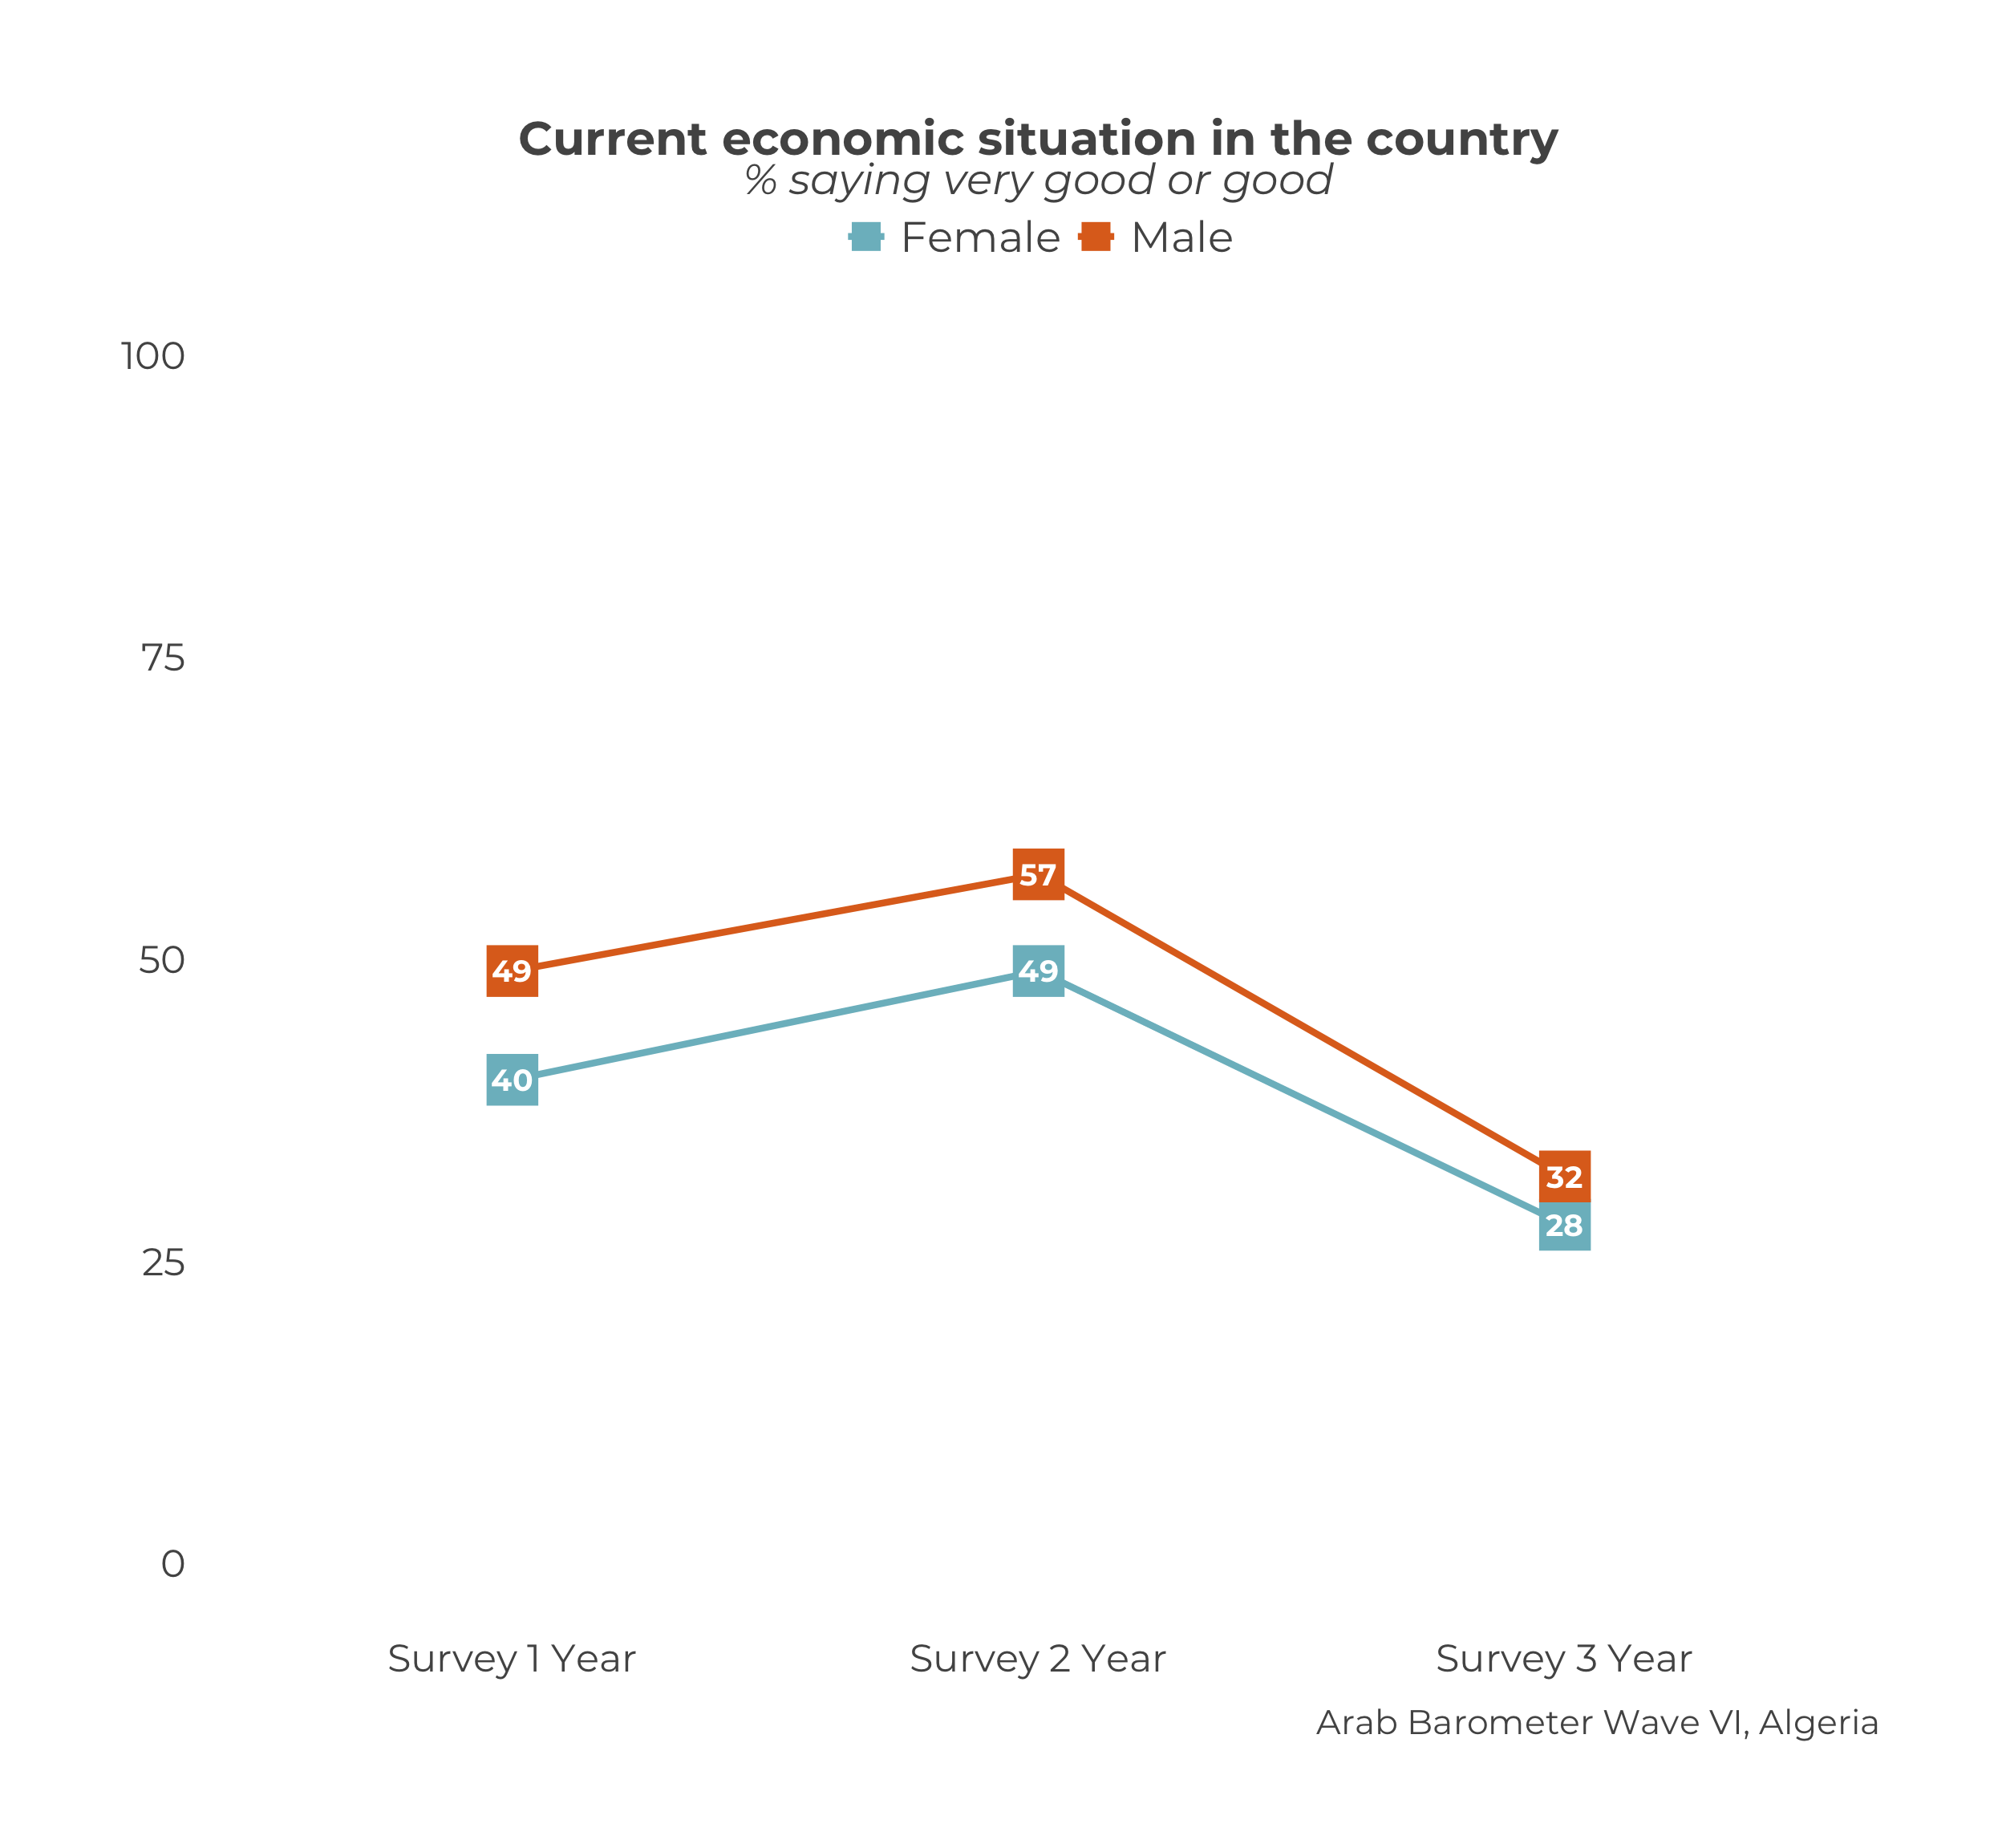 Current economic situation in the country
% saying very good or good
Female Male
100
75
57
50
49 49
40
32
28
25
0
Survey 1 Year Survey 2 Year Survey 3 Year
Arab Barometer Wave VI, Algeria